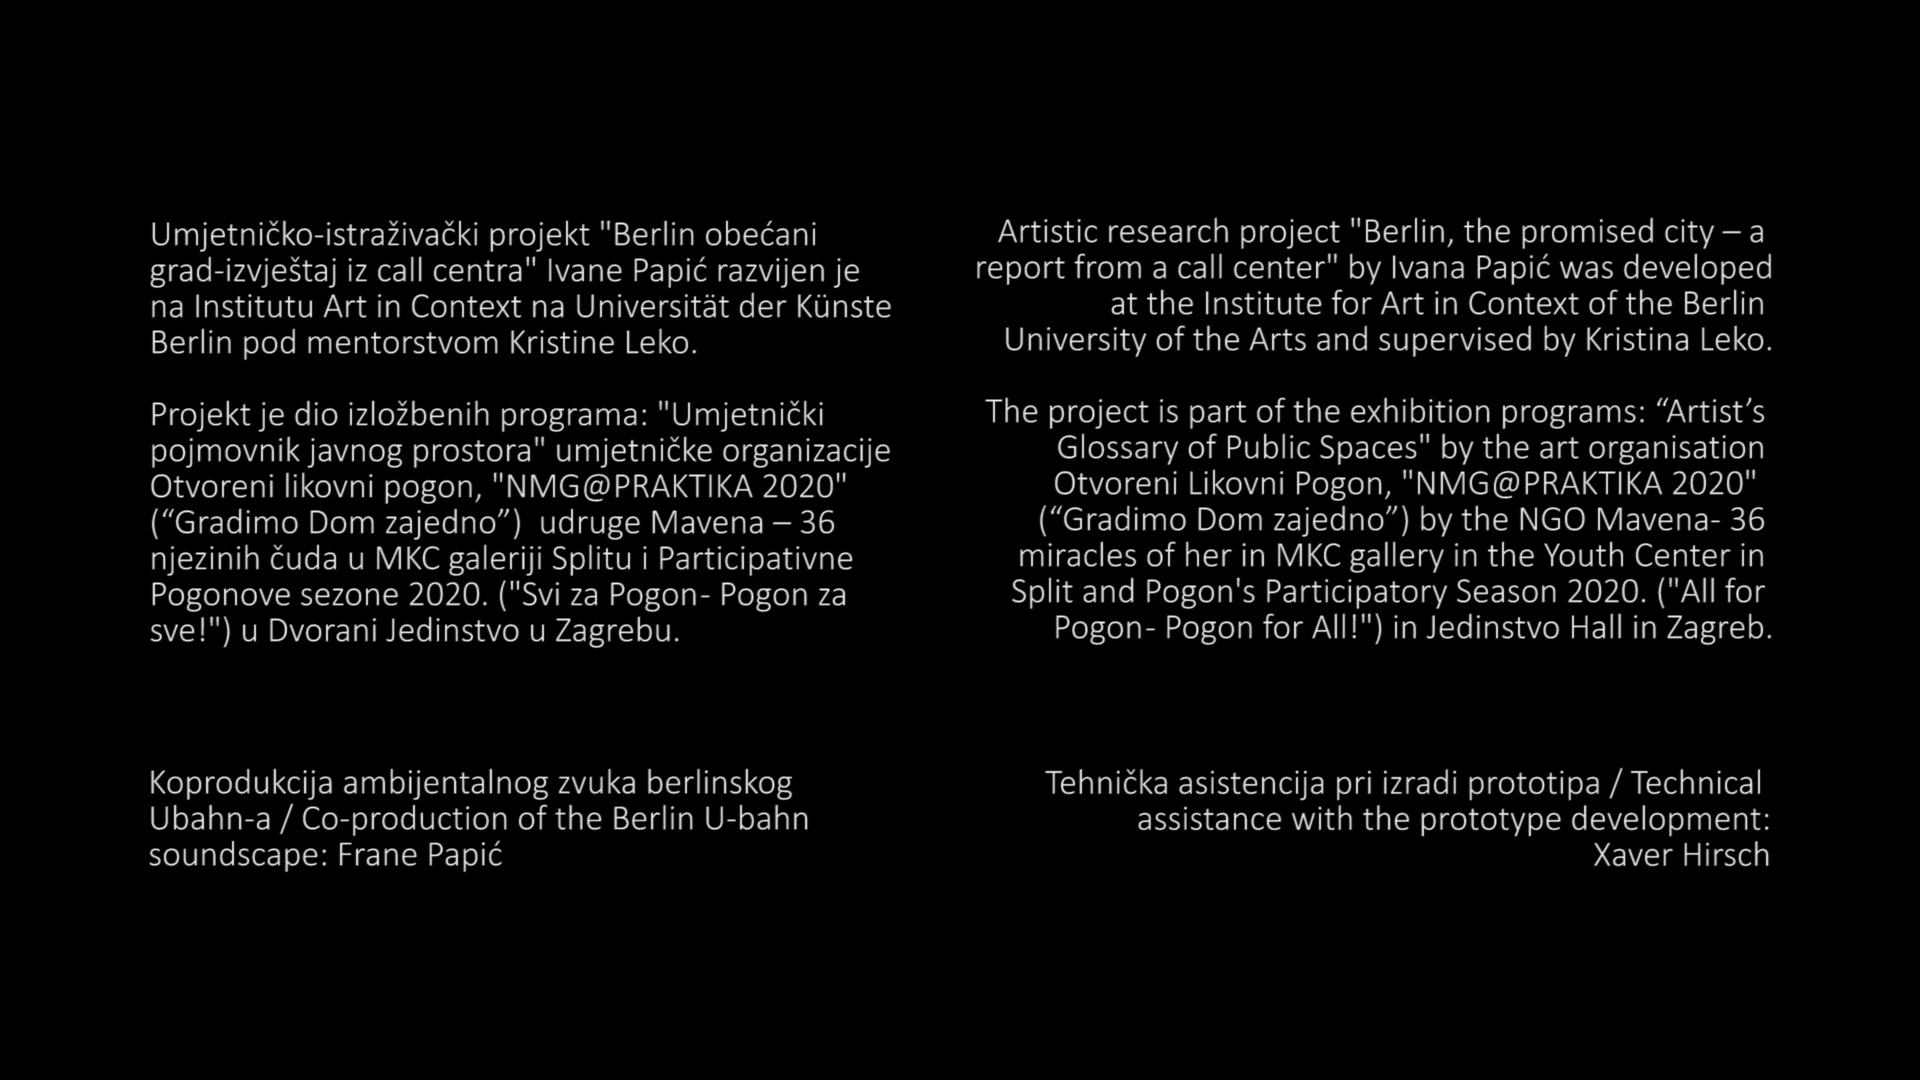 Umjetničko-istraživački projekt "Berlin obećani
grad-izvještaj iz call centra" Ivane Papić razvijen je
na Institutu Art in Context na Universität der Künste
Berlin pod mentorstvom Kristine Leko.
Projekt je dio izložbenih programa: "Umjetnički
pojmovnik javnog prostora" umjetničke organizacije
Otvoreni likovni pogon, "NMG@PRAKTIKA 2020"
(“Gradimo Dom zajedno”)  udruge Mavena – 36
njezinih čuda u MKC galeriji Splitu i Participativne
Pogonove sezone 2020. ("Svi za Pogon- Pogon za
sve!") u Dvorani Jedinstvo u Zagrebu.
Artistic research project "Berlin, the promised city – a
report from a call center" by Ivana Papić was developed
at the Institute for Art in Context of the Berlin
University of the Arts and supervised by Kristina Leko.
The project is part of the exhibition programs: “Artist’s
Glossary of Public Spaces" by the art organisation
Otvoreni Likovni Pogon, "NMG@PRAKTIKA 2020"
(“Gradimo Dom zajedno”) by the NGO Mavena- 36
miracles of her in MKC gallery in the Youth Center in
Split and Pogon's Participatory Season 2020. ("All for
Pogon- Pogon for All!") in Jedinstvo Hall in Zagreb.
Koprodukcija ambijentalnog zvuka berlinskog
Ubahn-a / Co-production of the Berlin U-bahn
soundscape: Frane Papić
Tehnička asistencija pri izradi prototipa / Technical
assistance with the prototype development:
Xaver Hirsch